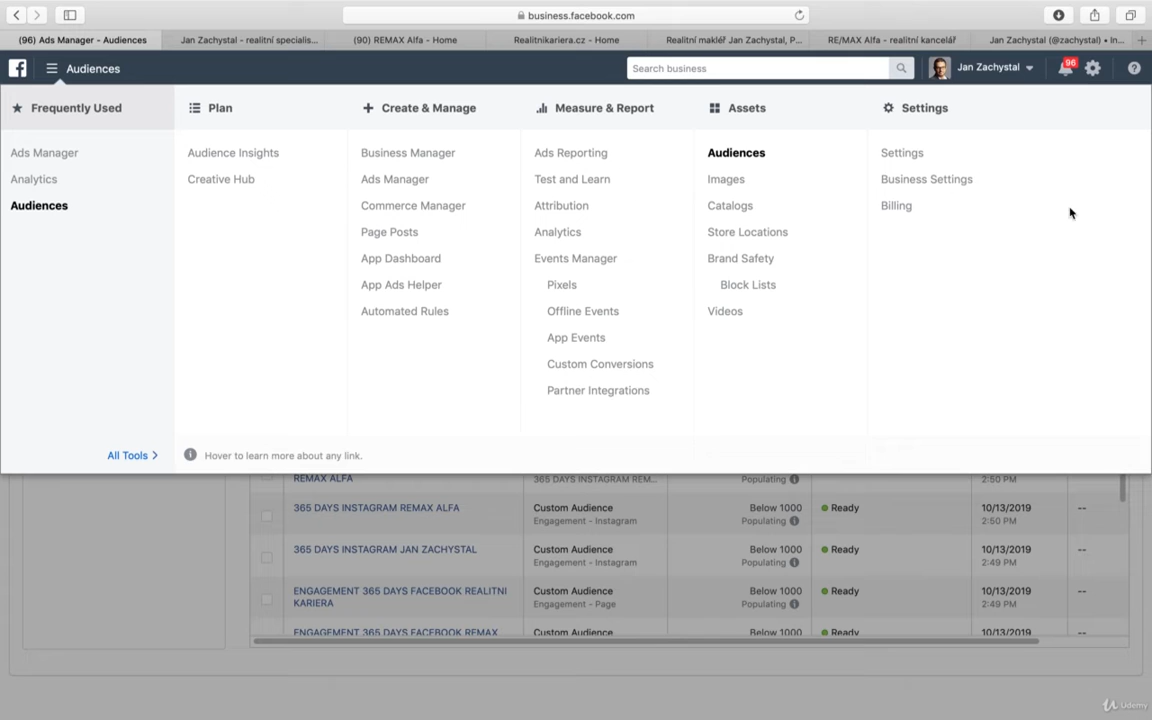 business.facebook.com
(96) Ads Manager - Audiences
Jan Zachystal - realitní specialis...
(90) REMAX Alfa - Home
Realitnikariera.cz - Home
Realitní makléř Jan Zachystal, P...
RE/MAX Alfa - realitní kancelář
Jan Zachystal (@zachystal) • In...
Audiences
Search business
Jan Zachystal
96
Frequently Used
Ads Manager
Analytics
Audiences
All Tools
Plan
Audience Insights
Creative Hub
Create & Manage
Business Manager
Ads Manager
Commerce Manager
Page Posts
App Dashboard
App Ads Helper
Automated Rules
Measure & Report
Ads Reporting
Test and Learn
Attribution
Analytics
Events Manager
Pixels
Offline Events
App Events
Custom Conversions
Partner Integrations
Assets
Audiences
Images
Catalogs
Store Locations
Brand Safety
Block Lists
Videos
Settings
Settings
Business Settings
Billing
Hover to learn more about any link.
REMAX ALFA
365 DAYS INSTAGRAM REM...
Populating
2:50 PM
365 DAYS INSTAGRAM REMAX ALFA
Custom Audience
Engagement - Instagram
Below 1000
Populating
Ready
10/13/2019
2:50 PM
--
365 DAYS INSTAGRAM JAN ZACHYSTAL
Custom Audience
Engagement - Instagram
Below 1000
Populating
Ready
10/13/2019
2:49 PM
--
ENGAGEMENT 365 DAYS FACEBOOK REALITNI
KARIERA
Custom Audience
Engagement - Page
Below 1000
Populating
Ready
10/13/2019
2:49 PM
--
ENGAGEMENT 365 DAYS FACEBOOK REMAX
Custom Audience
Below 1000
Ready
10/13/2019
--
Udemy